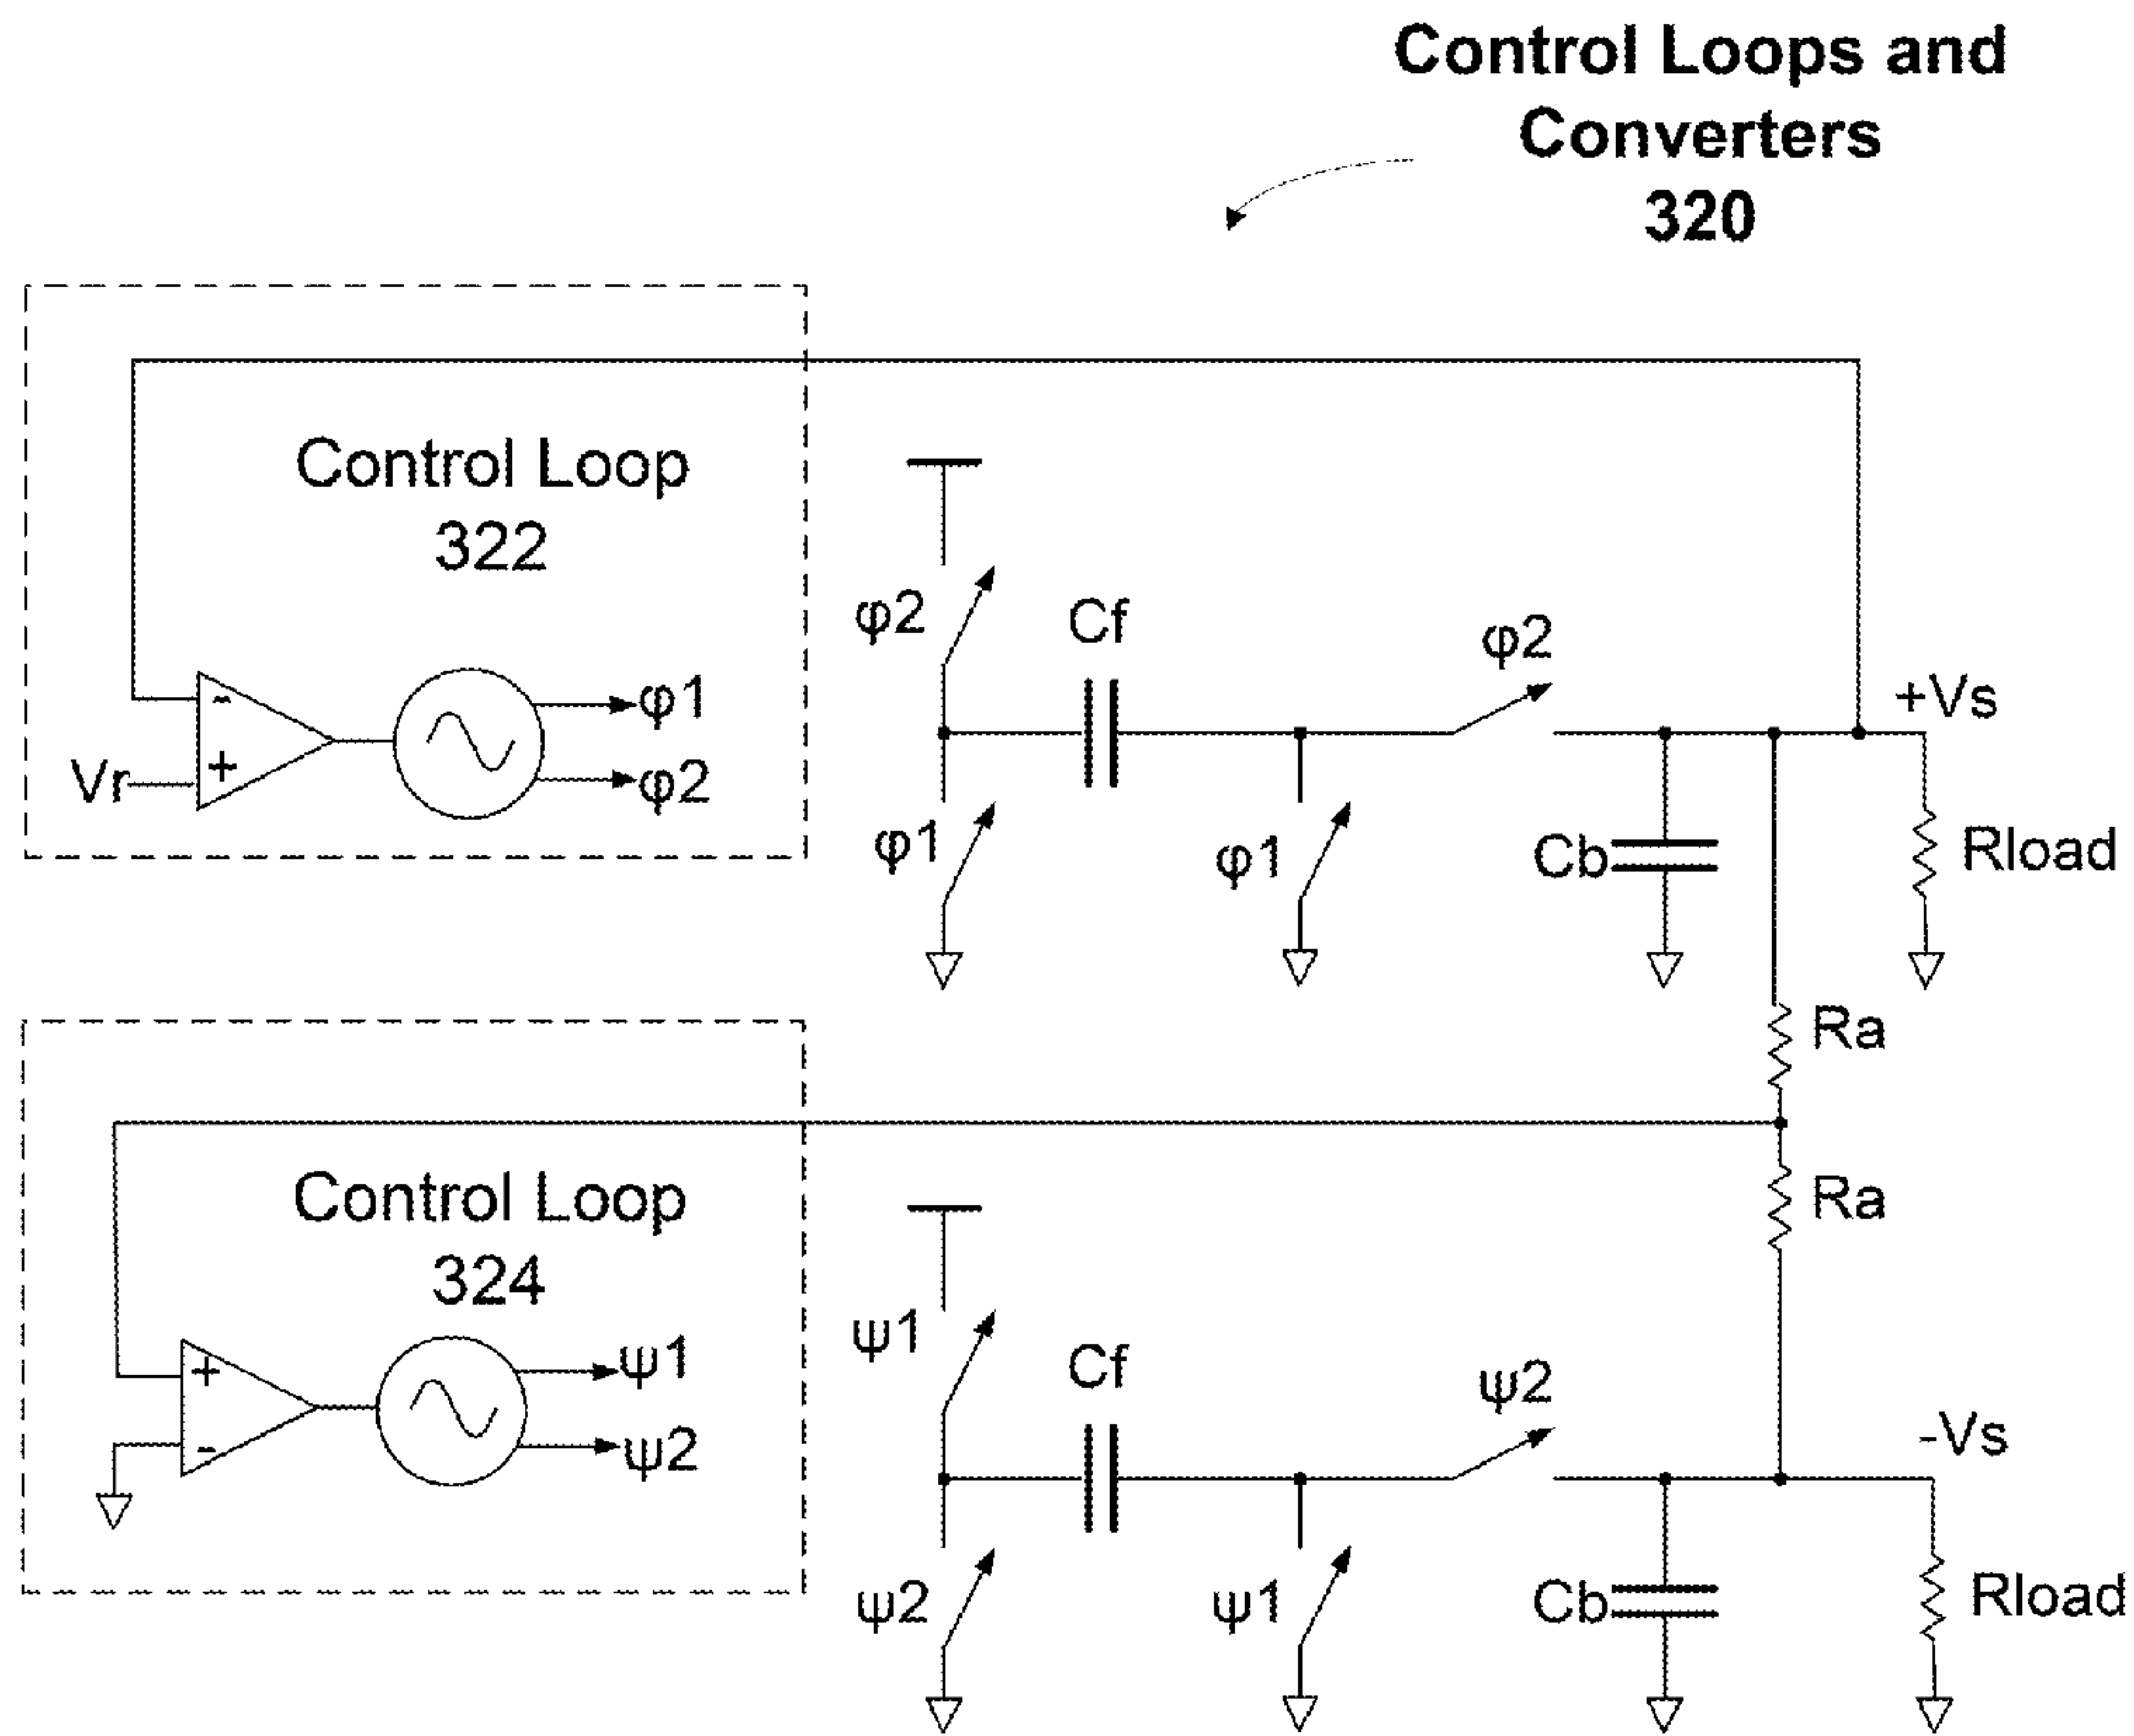 Control Loops and
Converters
320
Control Loop
322
φ2
Cf
φ2
φ1
φ2
-
+
Vr
+Vs
φ1
φ1
Cb
Rload
Ra
Control Loop
324
Ra
ψ1
Cf
ψ2
ψ1
ψ2
+
-
-Vs
ψ2
ψ1
Cb
Rload